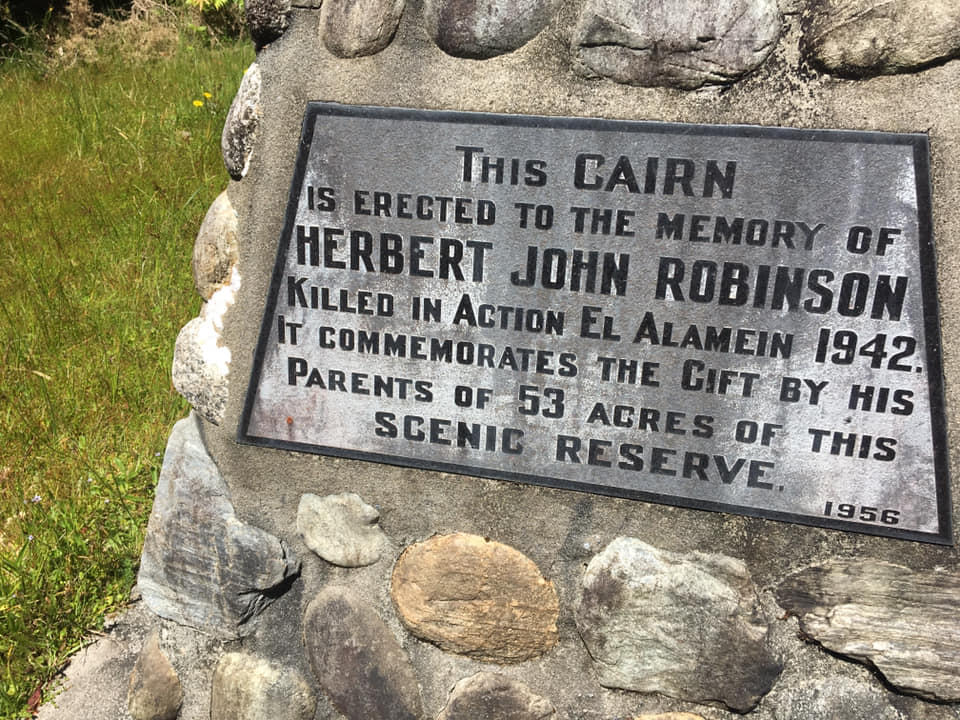 This CAIRN
IS ERECTED TO THE MEMORY OF
HERBERT JOHN ROBINSON
KILLED IN ACTION EL ALAMEIN 1942.
IT COMMEMORATES THE GIFT BY HIS
PARENTS OF 53 ACRES OF THIS
SCENIC RESERVE.
1956